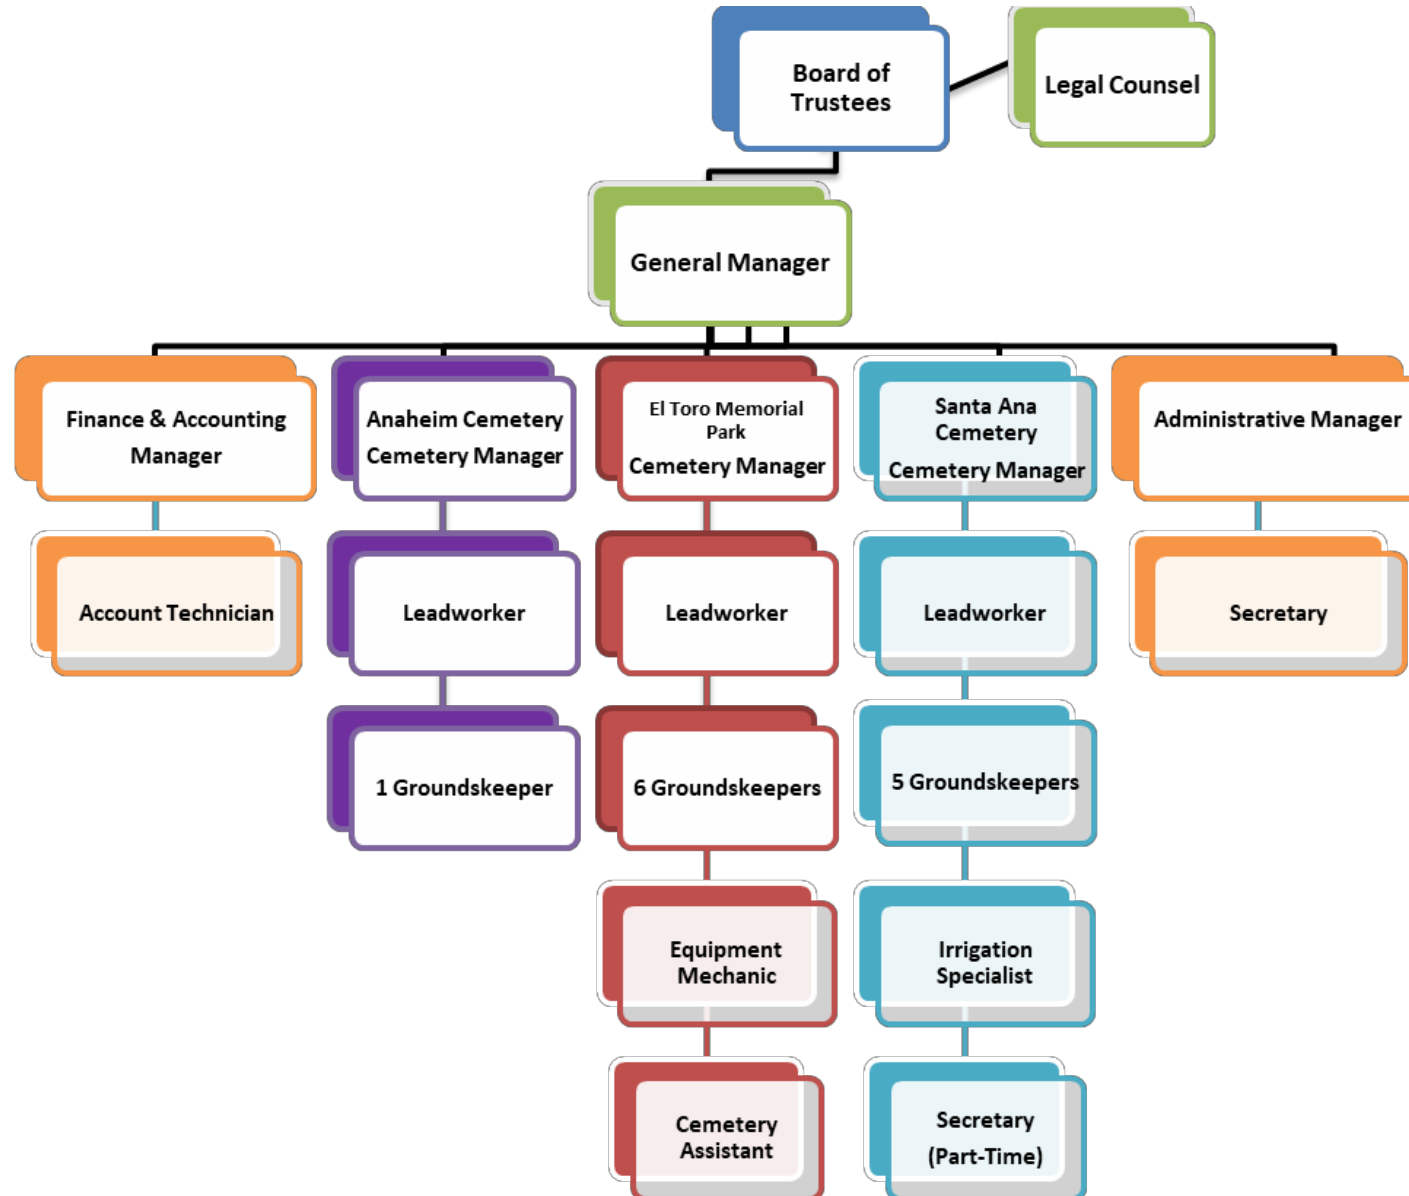 Board of
Trustees
Legal Counsel
General Manager
Finance & Accounting
Manager
Anaheim Cemetery
Cemetery Manager
El Toro Memorial
Park
Cemetery Manager
Santa Ana
Cemetery
Cemetery Manager
Administrative Manager
Account Technician
Leadworker
Leadworker
Leadworker
Secretary
1 Groundskeeper
6 Groundskeepers
5 Groundskeepers
Equipment
Mechanic
Irrigation
Specialist
Cemetery
Assistant
Secretary
(Part-Time)